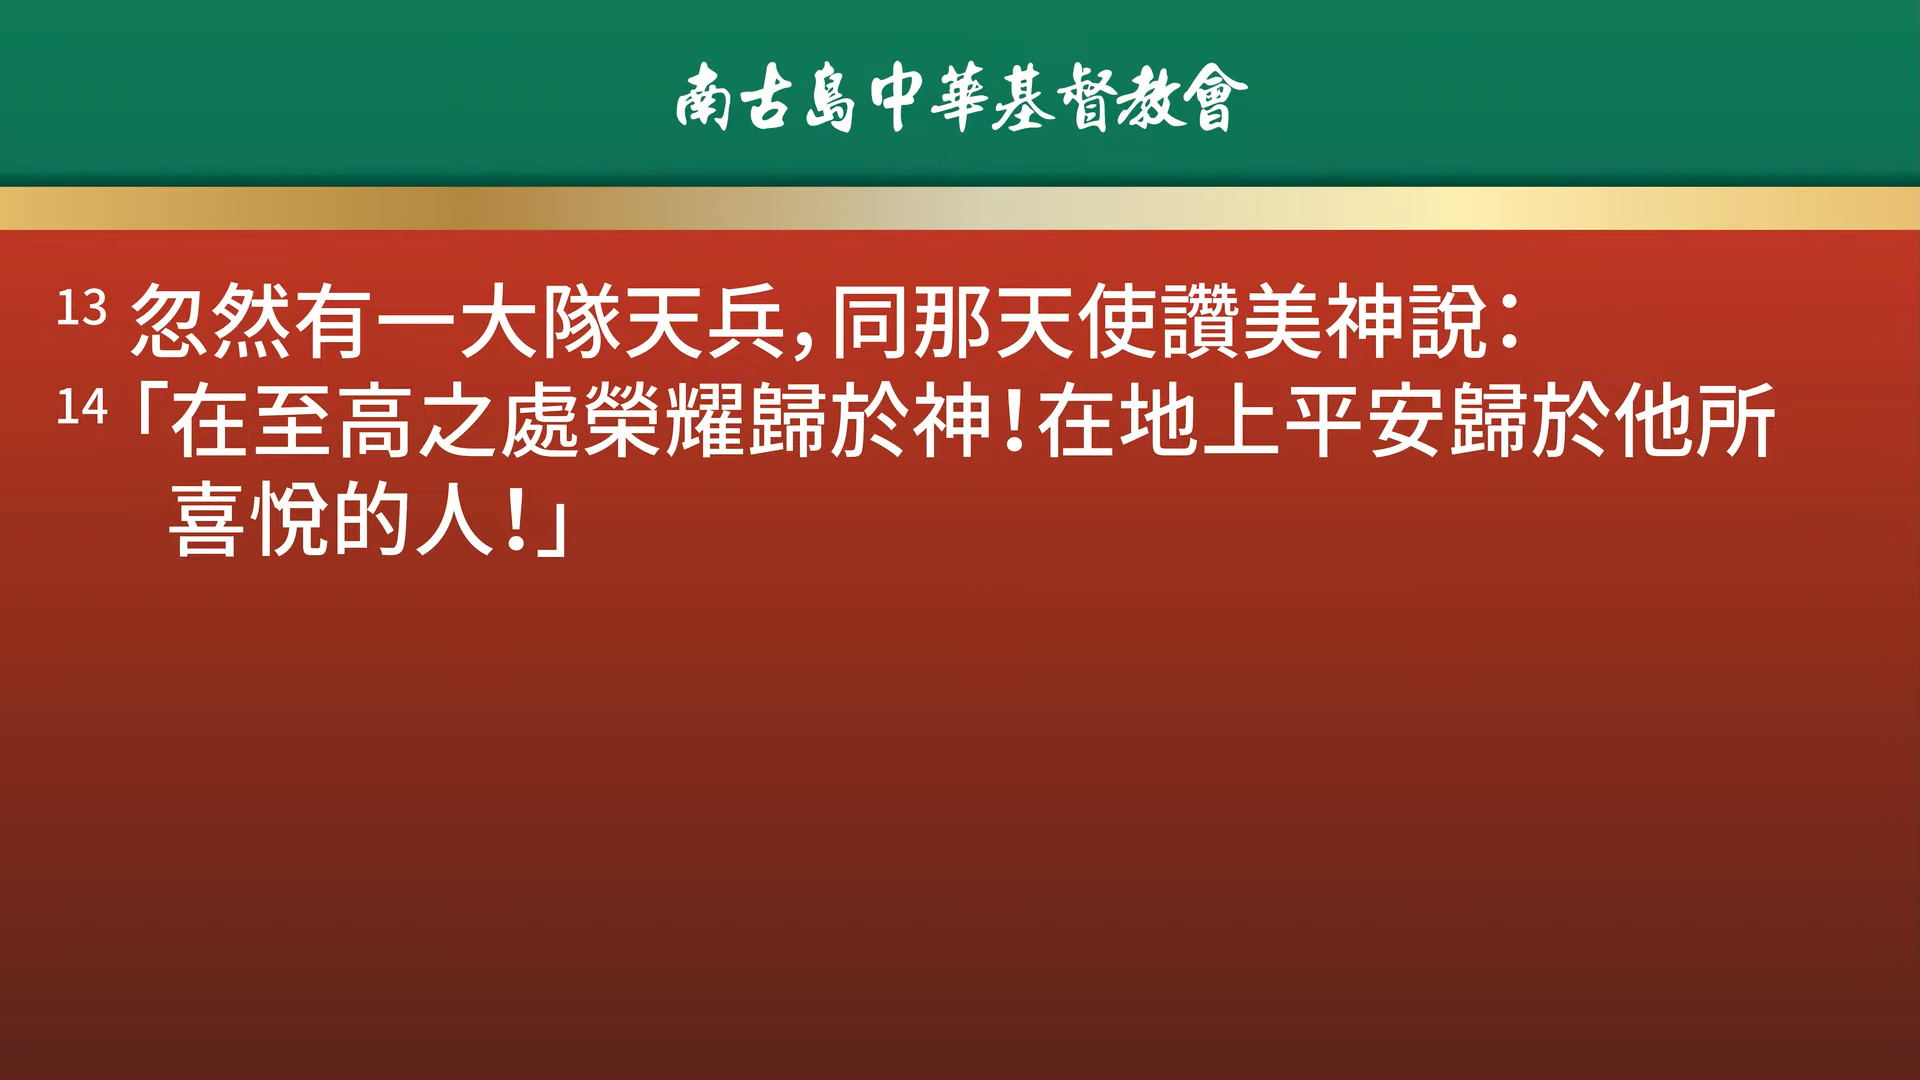 南古島中華基督教會
13 忽然有一大隊天兵，同那天使讚美神說：
14「在至高之處榮耀歸於神！在地上平安歸於他所
喜悅的人！」